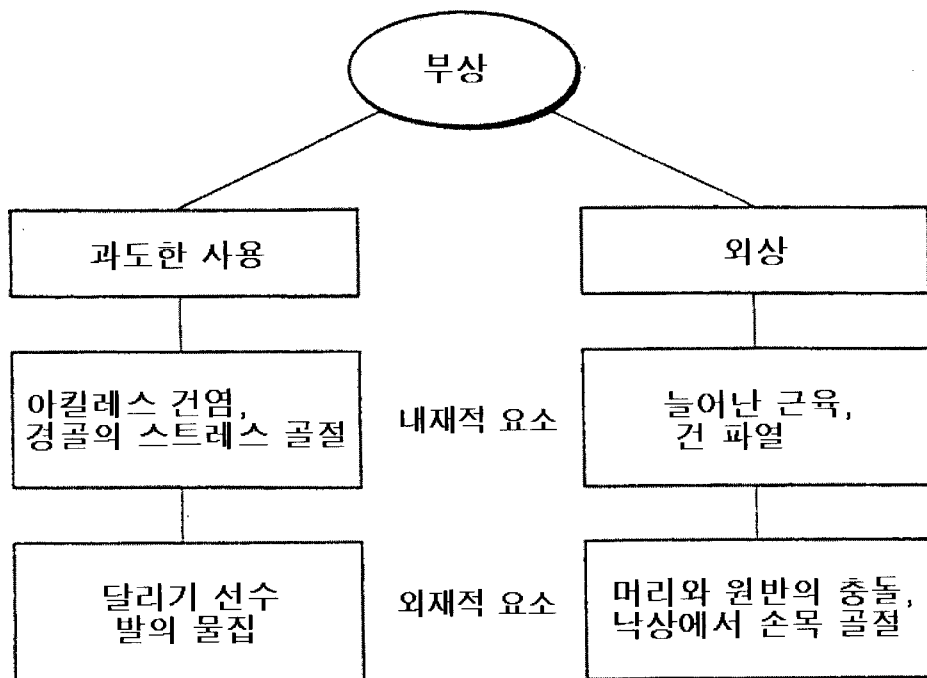 부상
과도한 사용
외상
아킬레스 건염,
경골의 스트레스 골절
내재적 요소
늘어난 근육,
건 파열
달리기 선수
발의 물집
외재적 요소
머리와 원반의 충돌,
낙상에서 손목 골절